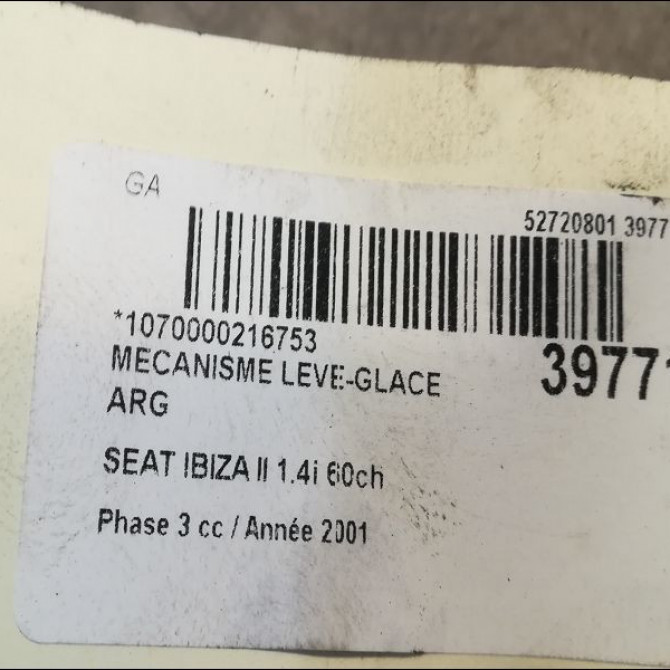 GA
52720801 3977
*1070000216753
MECANISME LEVE-GLACE
ARG
39771
SEAT IBIZA II 1.4i 60ch
Phase 3 cc / Année 2001